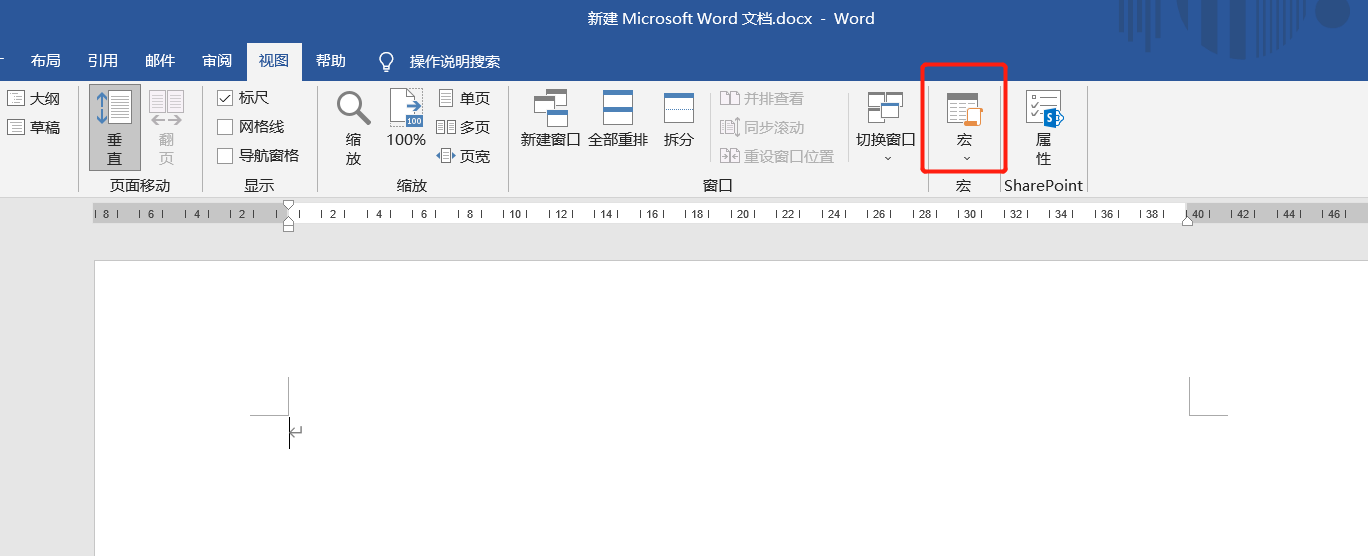 新建 Microsoft Word 文档.docx - Word
布局 引用 邮件 审阅 视图 帮助 操作说明搜索
大纲
草稿
垂直
翻页
页面移动
标尺
网格线
导航窗格
显示
缩放
100
100%
单页
多页
页宽
缩放
新建窗口
全部重排
拆分
并排查看
同步滚动
重设窗口位置
切换窗口
窗口
宏
宏
属性
SharePoint
8 6 4 2 2 4 6 8 10 12 14 16 18 20 22 24 26 28 30 32 34 36 38 40 42 44 46